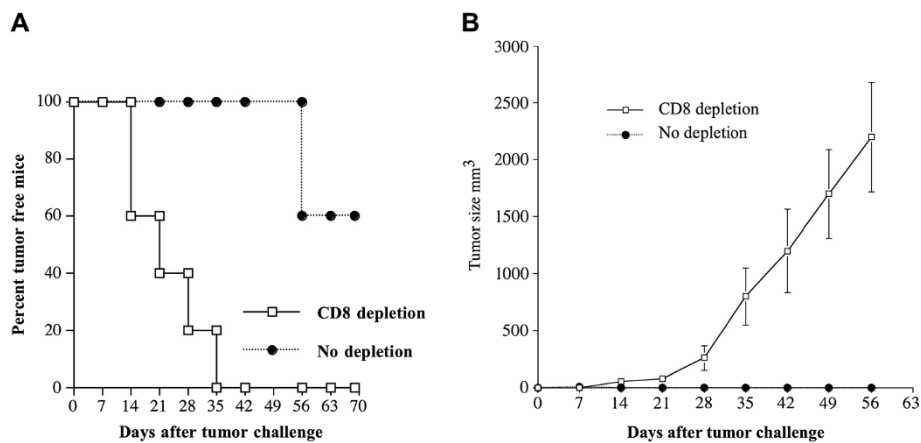 A
Percent tumor free mice
100
80
60
40
20
0
0 7 14 21 28 35 42 49 56 63 70
CD8 depletion
No depletion
Days after tumor challenge
B
Tumor size mm³
3000
2500
2000
1500
1000
500
0
0 7 14 21 28 35 42 49 56 63
CD8 depletion
No depletion
Days after tumor challenge